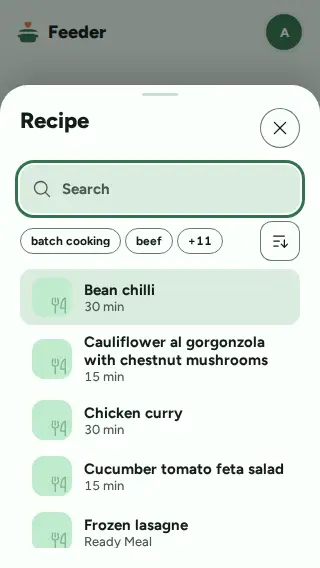 Feeder
A
Recipe
Search
batch cooking
beef
+11
Bean chilli
30 min
Cauliflower al gorgonzola
with chestnut mushrooms
15 min
Chicken curry
30 min
Cucumber tomato feta salad
15 min
Frozen lasagne
Ready Meal